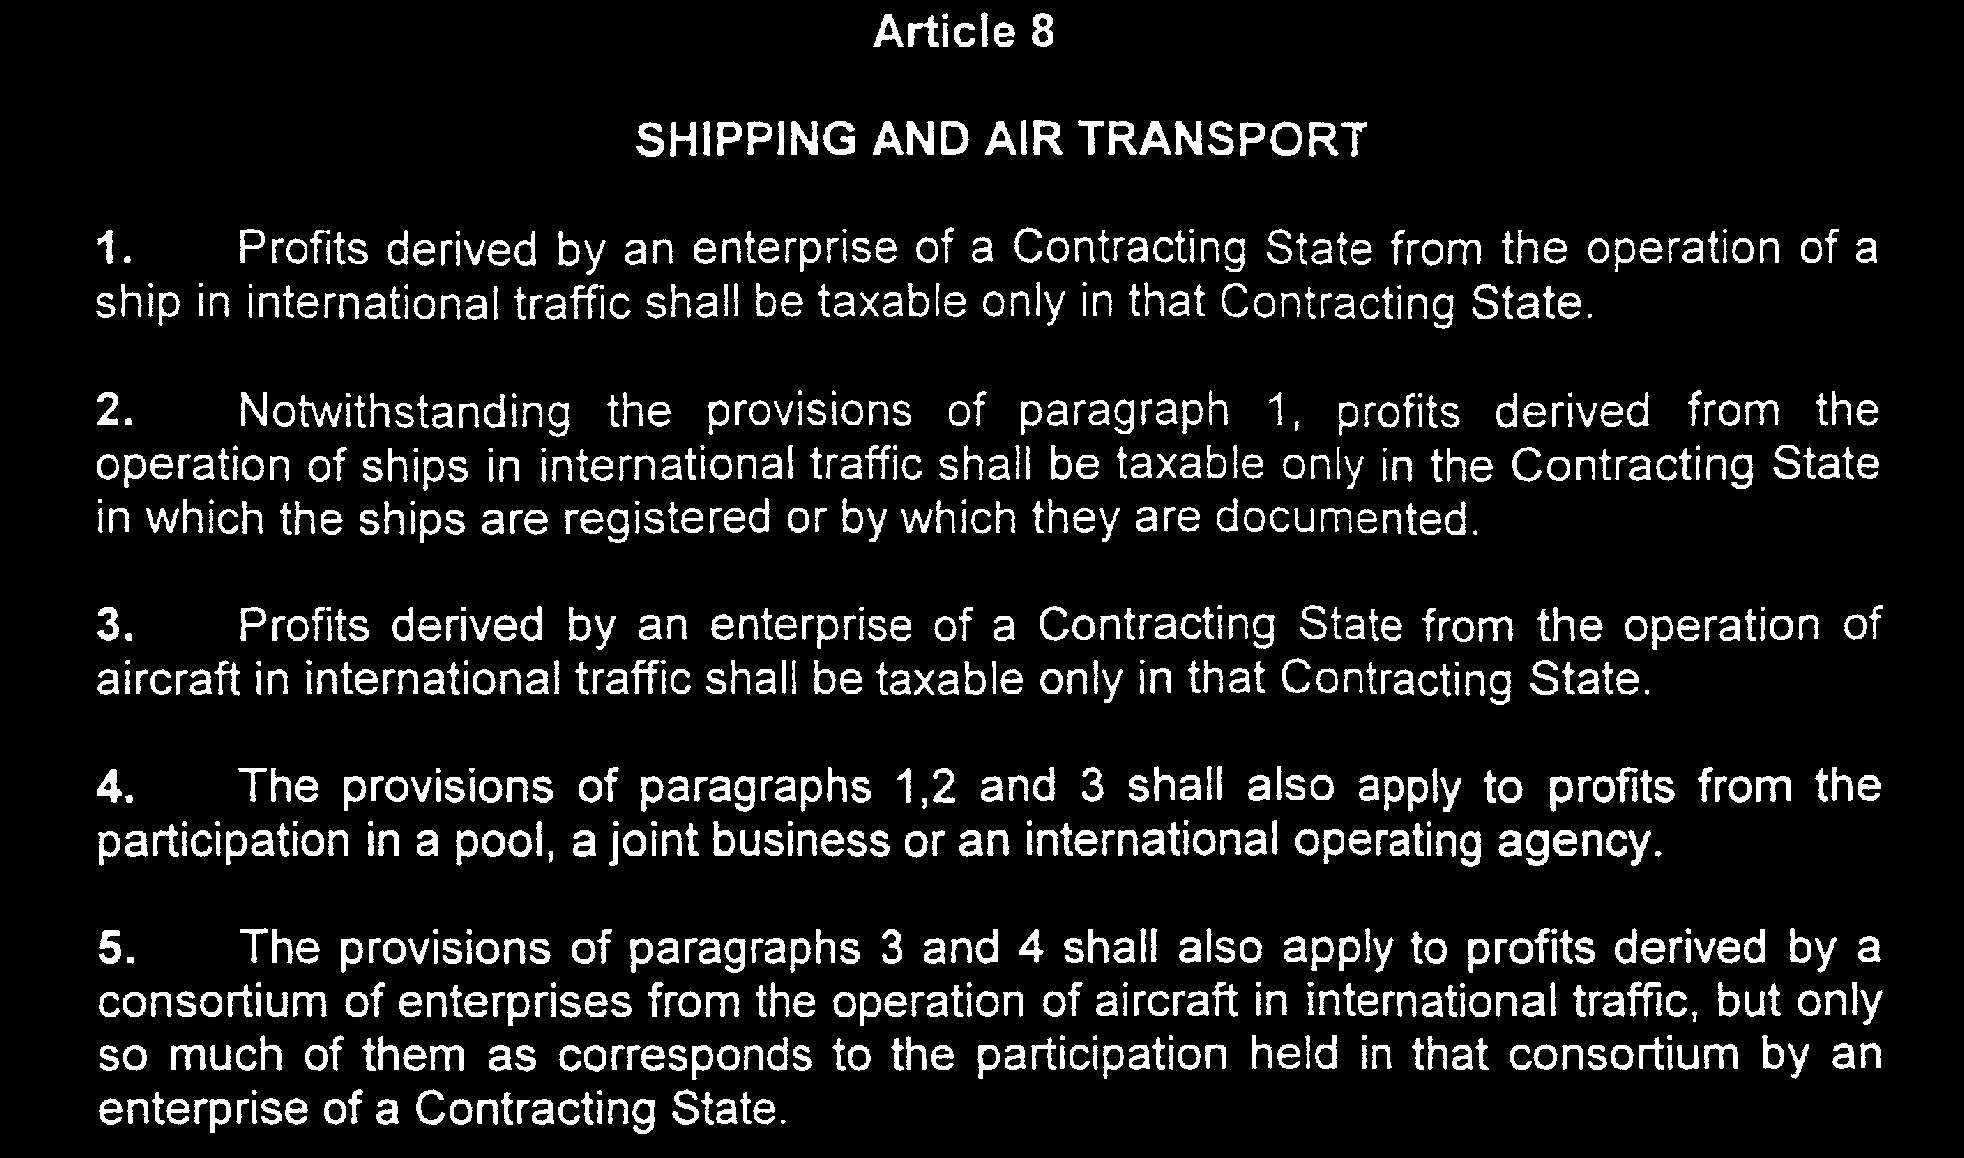 Article 8
SHIPPING AND AIR TRANSPORT
1. Profits derived by an enterprise of a Contracting State from the operation of a
ship in international traffic shall be taxable only in that Contracting State.
2. Notwithstanding the provisions of paragraph 1, profits derived from the
operation of ships in international traffic shall be taxable only in the Contracting State
in which the ships are registered or by which they are documented.
3. Profits derived by an enterprise of a Contracting State from the operation of
aircraft in international traffic shall be taxable only in that Contracting State.
4. The provisions of paragraphs 1,2 and 3 shall also apply to profits from the
participation in a pool, a joint business or an international operating agency.
5. The provisions of paragraphs 3 and 4 shall also apply to profits derived by a
consortium of enterprises from the operation of aircraft in international traffic, but only
so much of them as corresponds to the participation held in that consortium by an
enterprise of a Contracting State.